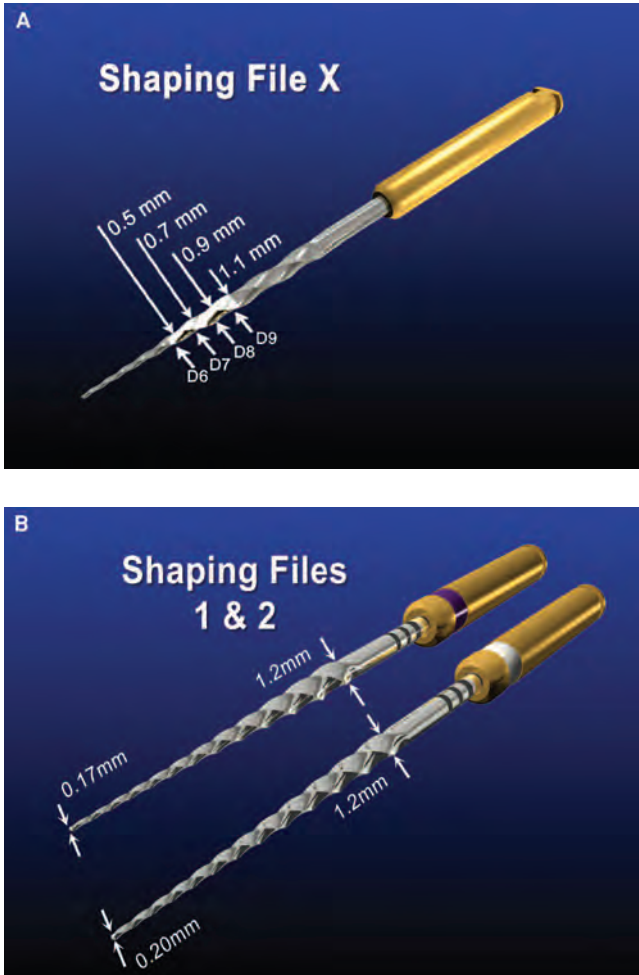 A
Shaping File X
0.5 mm
0.7 mm
0.9 mm
1.1 mm
D6
D7
D8
D9
B
Shaping Files
1 & 2
1.2mm
0.17mm
1.2mm
0.20mm